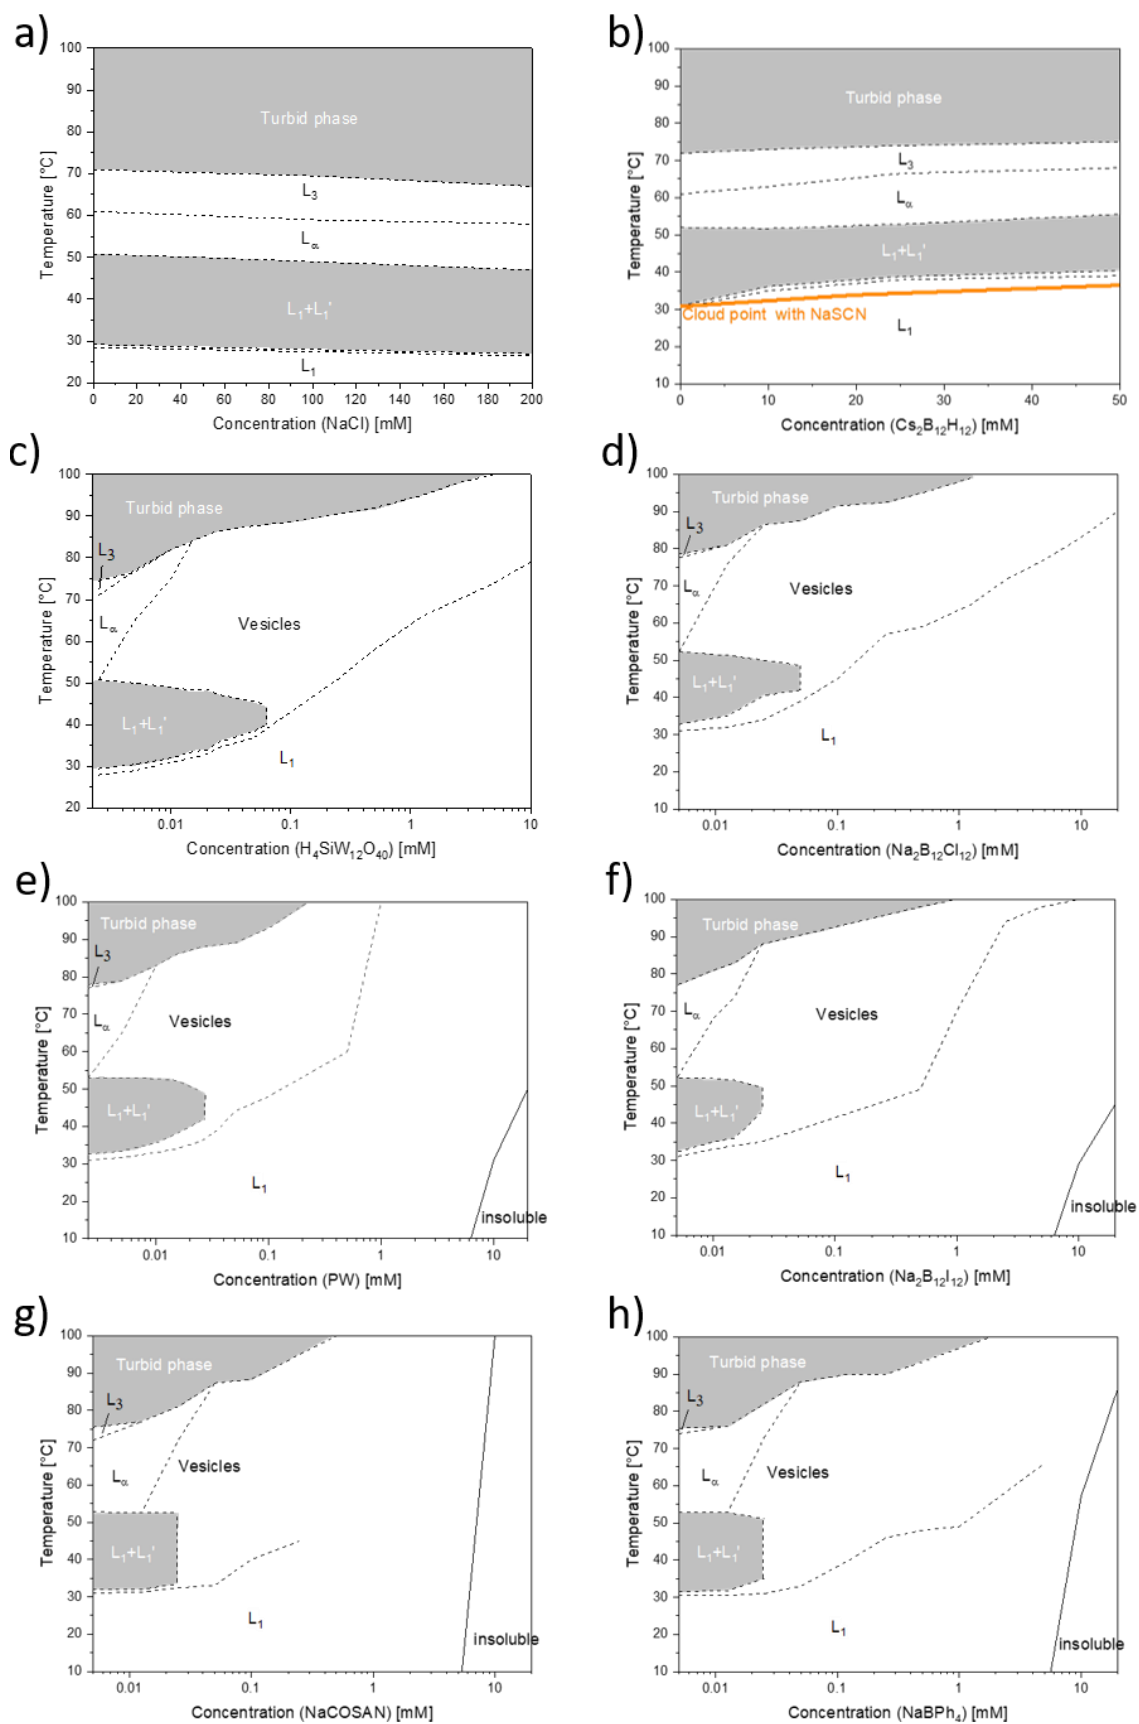 a)
100
90
80
70
60
50
40
30
20
Temperature [°C]
Turbid phase
L₃
Lα
L₁+L₁'
L₁
0 20 40 60 80 100 120 140 160 180 200
Concentration (NaCl) [mM]
b)
100
90
80
70
60
50
40
30
20
10
Temperature [°C]
Turbid phase
L₃
Lα
L₁+L₁'
Cloud point with NaSCN
L₁
0 10 20 30 40 50
Concentration (Cs₂B₁₂H₁₂) [mM]
c)
100
90
80
70
60
50
40
30
20
Temperature [°C]
Turbid phase
L₃
Lα
Vesicles
L₁+L₁'
L₁
0.01 0.1 1 10
Concentration (H₄SiW₁₂O₄₀) [mM]
d)
100
90
80
70
60
50
40
30
20
10
Temperature [°C]
Turbid phase
L₃
Lα
Vesicles
L₁+L₁'
L₁
0.01 0.1 1 10
Concentration (Na₂B₁₂Cl₁₂) [mM]
e)
100
90
80
70
60
50
40
30
20
10
Temperature [°C]
Turbid phase
L₃
Lα
Vesicles
L₁+L₁'
L₁
insoluble
0.01 0.1 1 10
Concentration (PW) [mM]
f)
100
90
80
70
60
50
40
30
20
10
Temperature [°C]
Turbid phase
Lα
Vesicles
L₁+L₁'
L₁
insoluble
0.01 0.1 1 10
Concentration (Na₂B₁₂I₁₂) [mM]
g)
100
90
80
70
60
50
40
30
20
10
Temperature [°C]
Turbid phase
L₃
Lα
Vesicles
L₁+L₁'
L₁
insoluble
0.01 0.1 1 10
Concentration (NaCOSAN) [mM]
h)
100
90
80
70
60
50
40
30
20
10
Temperature [°C]
Turbid phase
L₃
Lα
Vesicles
L₁+L₁'
L₁
insoluble
0.01 0.1 1 10
Concentration (NaBPh₄) [mM]